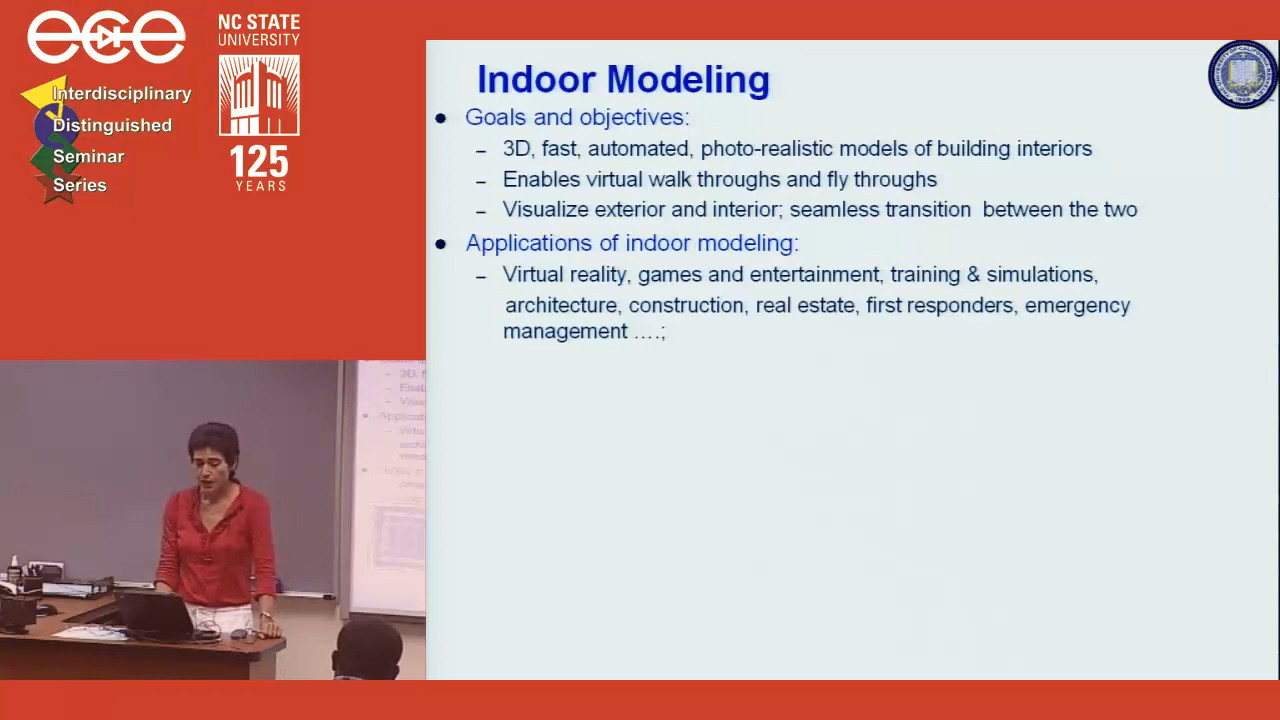 ece
NC STATE
UNIVERSITY
Interdisciplinary
Distinguished
Seminar
Series
125
YEARS
Indoor Modeling
• Goals and objectives:
– 3D, fast, automated, photo-realistic models of building interiors
– Enables virtual walk throughs and fly throughs
– Visualize exterior and interior; seamless transition between the two
• Applications of indoor modeling:
– Virtual reality, games and entertainment, training & simulations,
architecture, construction, real estate, first responders, emergency
management ….;